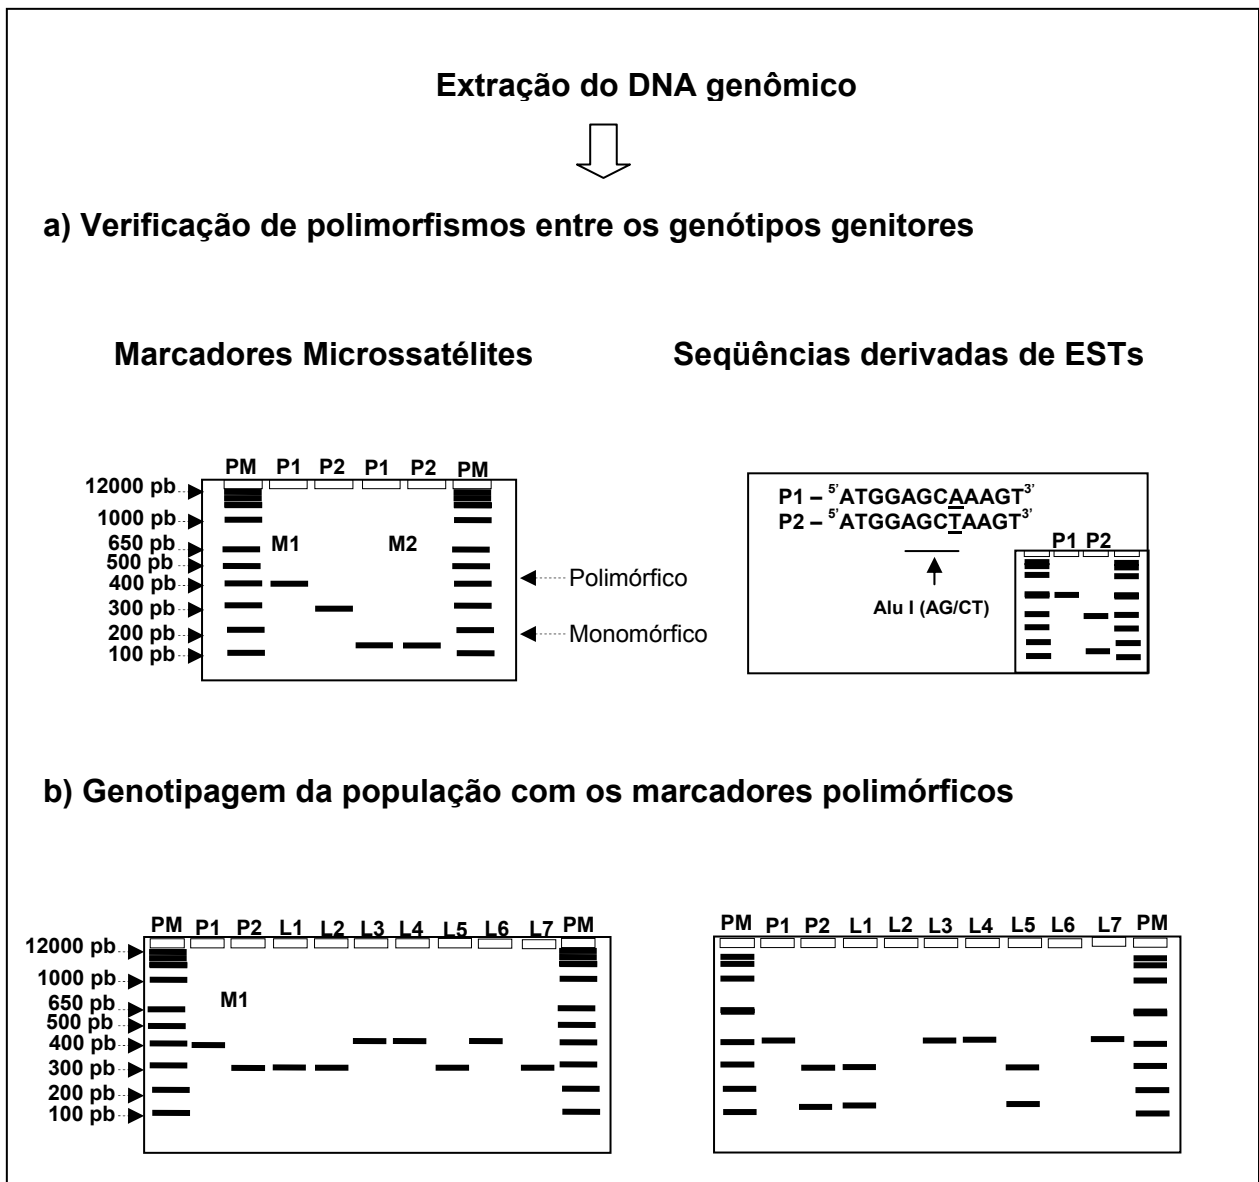 Extração do DNA genômico
a) Verificação de polimorfismos entre os genótipos genitores
Marcadores Microssatélites
Seqüências derivadas de ESTs
PM P1 P2 P1 P2 PM
12000 pb
1000 pb
650 pb
500 pb
400 pb
300 pb
200 pb
100 pb
M1 M2
Polimórfico
Monomórfico
P1 – 5'ATGGAGCAAAGT3'
P2 – 5'ATGGAGCTAAGT3'
P1 P2
Alu I (AG/CT)
b) Genotipagem da população com os marcadores polimórficos
PM P1 P2 L1 L2 L3 L4 L5 L6 L7 PM
12000 pb
1000 pb
650 pb
500 pb
400 pb
300 pb
200 pb
100 pb
M1
PM P1 P2 L1 L2 L3 L4 L5 L6 L7 PM